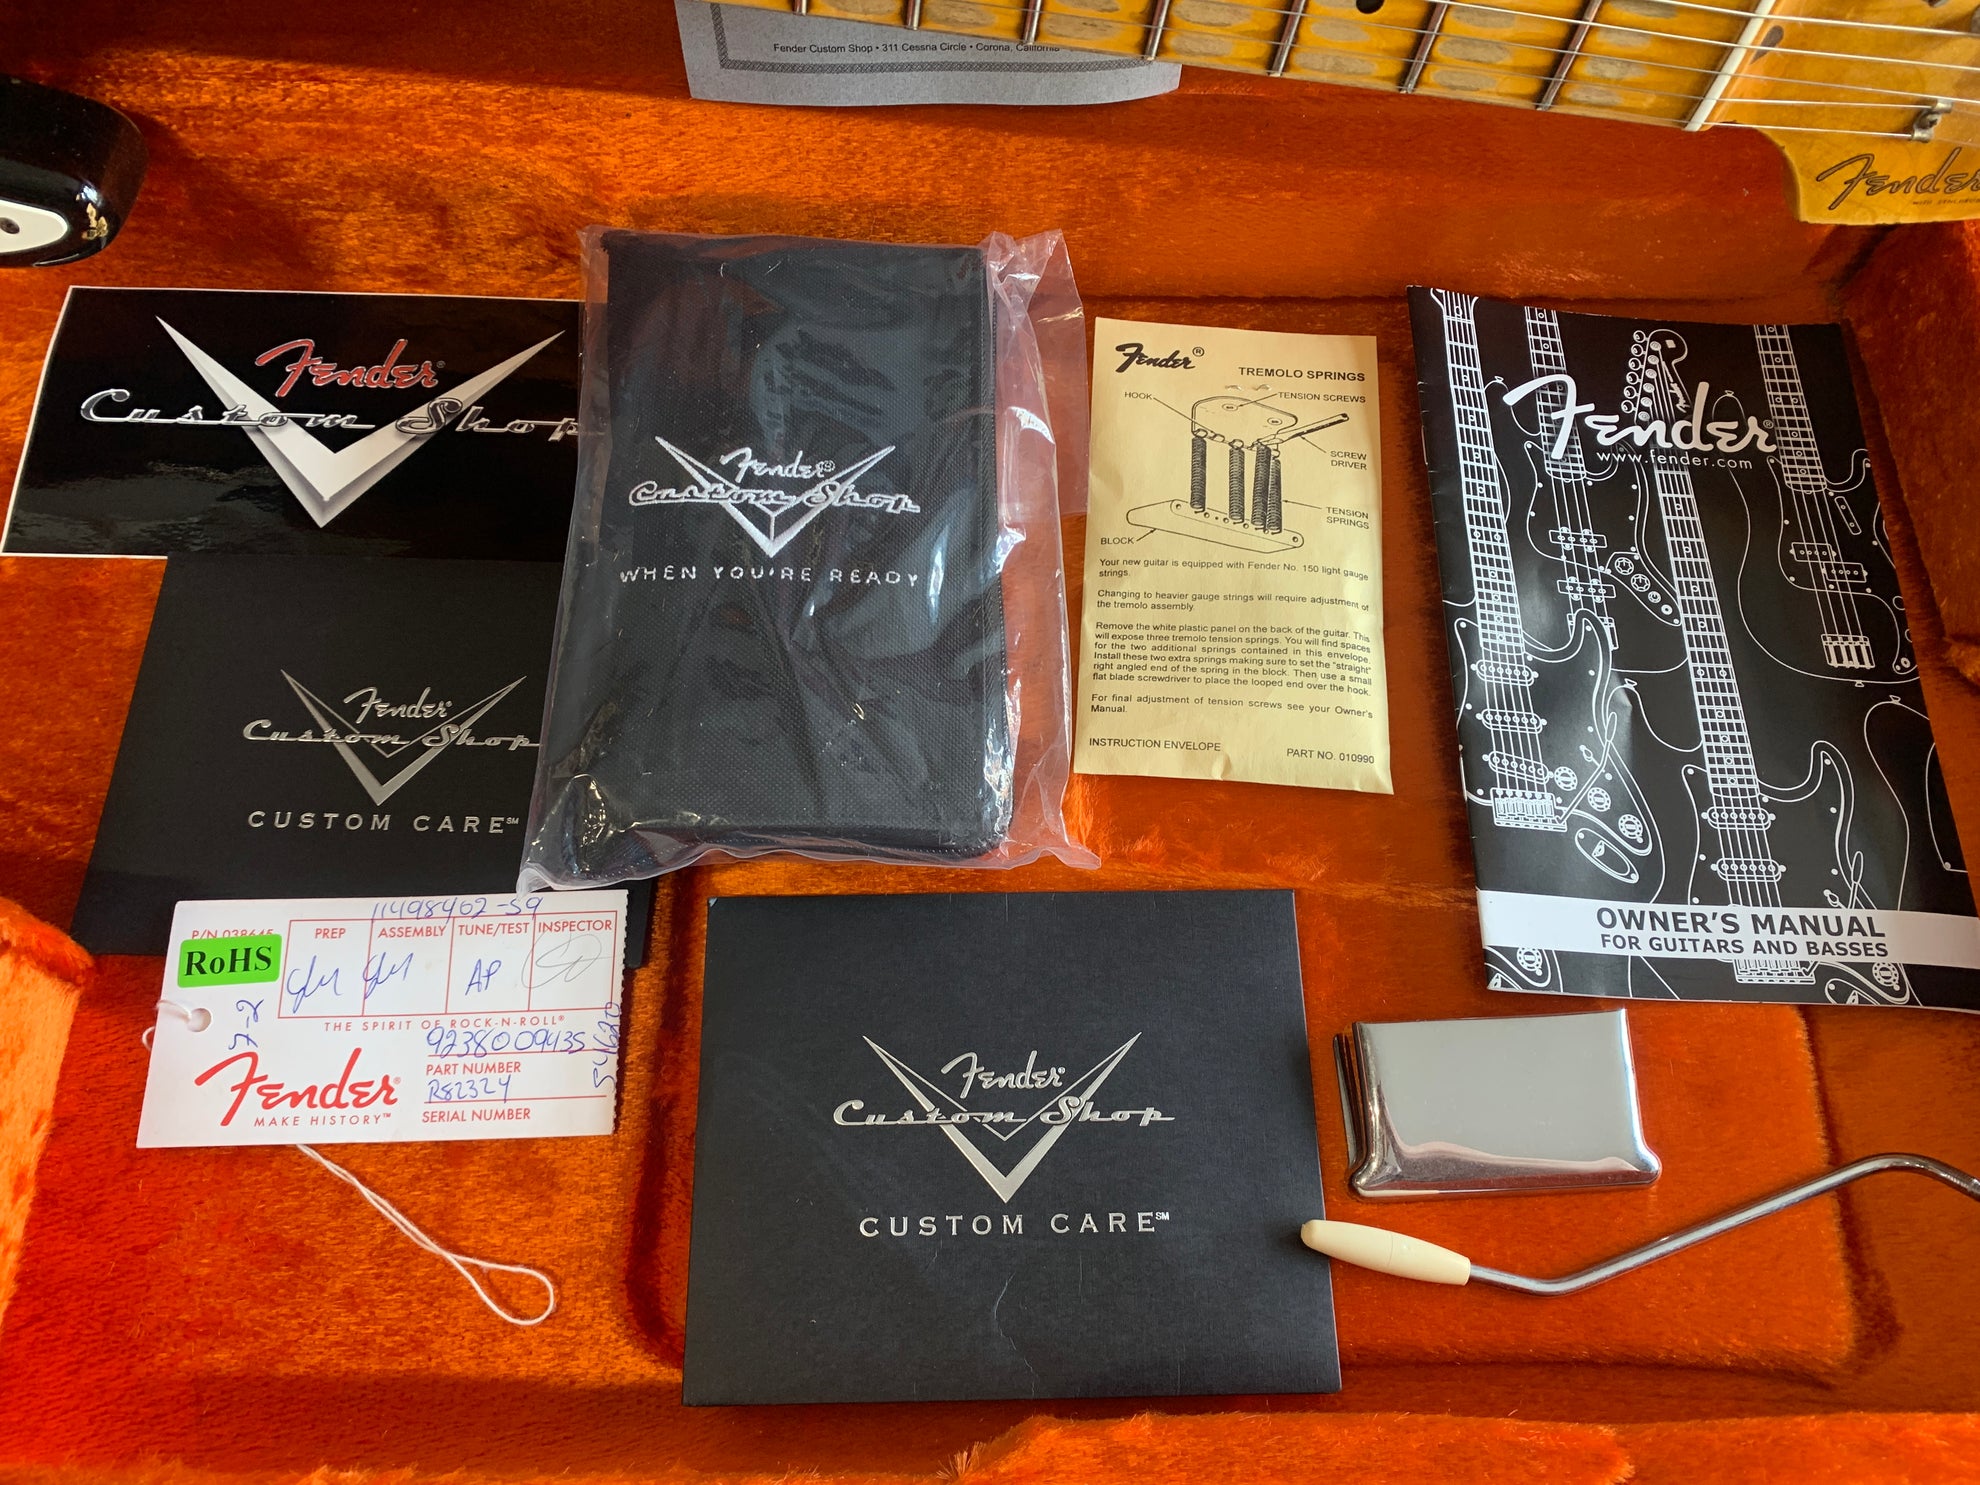 Fender Custom Shop • 311 Cessna Circle • Corona, California
Fender
Fender®
Custom Shop
Fender®
Custom Shop
WHEN YOU'RE READY
Fender®
TREMOLO SPRINGS
HOOK
TENSION SCREWS
SCREW
DRIVER
TENSION
SPRINGS
BLOCK
Your new guitar is equipped with Fender No. 150 light gauge
strings.
Changing to heavier gauge strings will require adjustment of
the tremolo assembly.
Remove the white plastic panel on the back of the guitar. This
will expose three tremolo tension springs. You will find spaces
for the two additional springs contained in this envelope.
Install these two extra springs making sure to set the "straight"
right angled end of the spring in the block. Then use a small
flat blade screwdriver to place the looped end over the hook.
For final adjustment of tension screws see your Owner's
Manual.
INSTRUCTION ENVELOPE
PART NO. 010990
Fender®
www.fender.com
OWNER'S MANUAL
FOR GUITARS AND BASSES
Fender®
Custom Shop
CUSTOM CARE℠
11498462-59
P/N 038645
RoHS
PREP
ASSEMBLY
TUNE/TEST
INSPECTOR
AP
7-2
THE SPIRIT OF ROCK-N-ROLL®
9238009435
PART NUMBER
R82324
SERIAL NUMBER
54620
Fender®
MAKE HISTORY™
Fender®
Custom Shop
CUSTOM CARE℠